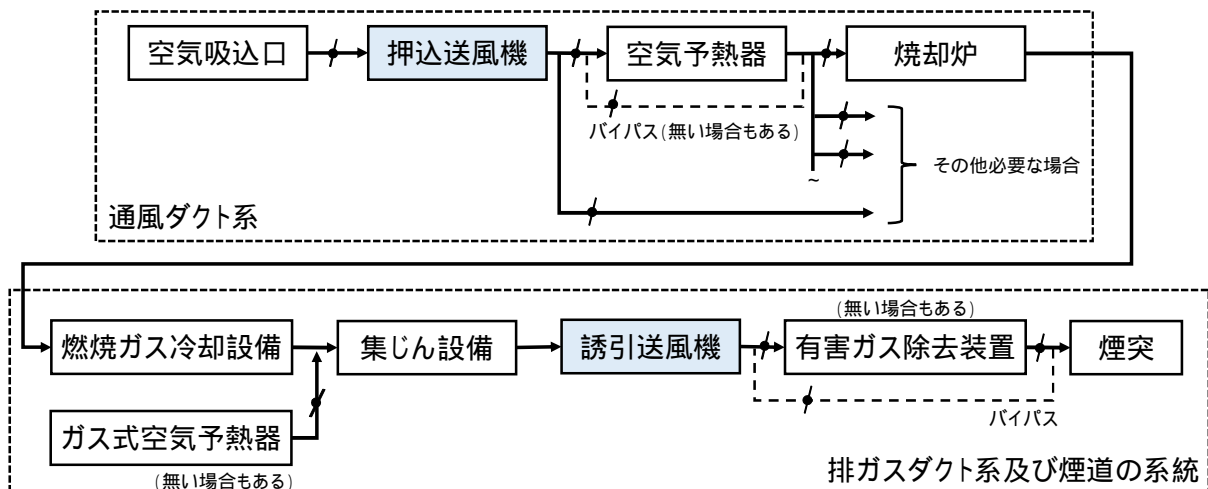 空気吸込口
押込送風機
空気予熱器
焼却炉
バイパス(無い場合もある)
その他必要な場合
~
通風ダクト系
(無い場合もある)
燃焼ガス冷却設備
集じん設備
誘引送風機
有害ガス除去装置
煙突
バイパス
ガス式空気予熱器
(無い場合もある)
排ガスダクト系及び煙道の系統